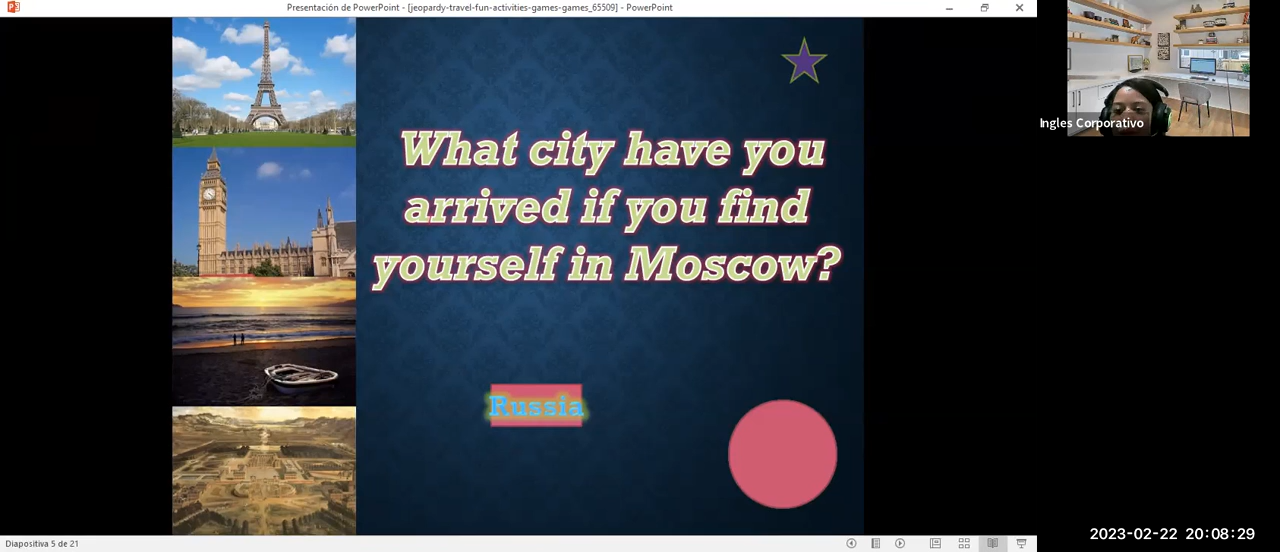 Presentación de PowerPoint - [jeopardy-travel-fun-activities-games-games_65509] - PowerPoint
What city have you
arrived if you find
yourself in Moscow?
Russia
Ingles Corporativo
Diapositiva 5 de 21
2023-02-22 20:08:29